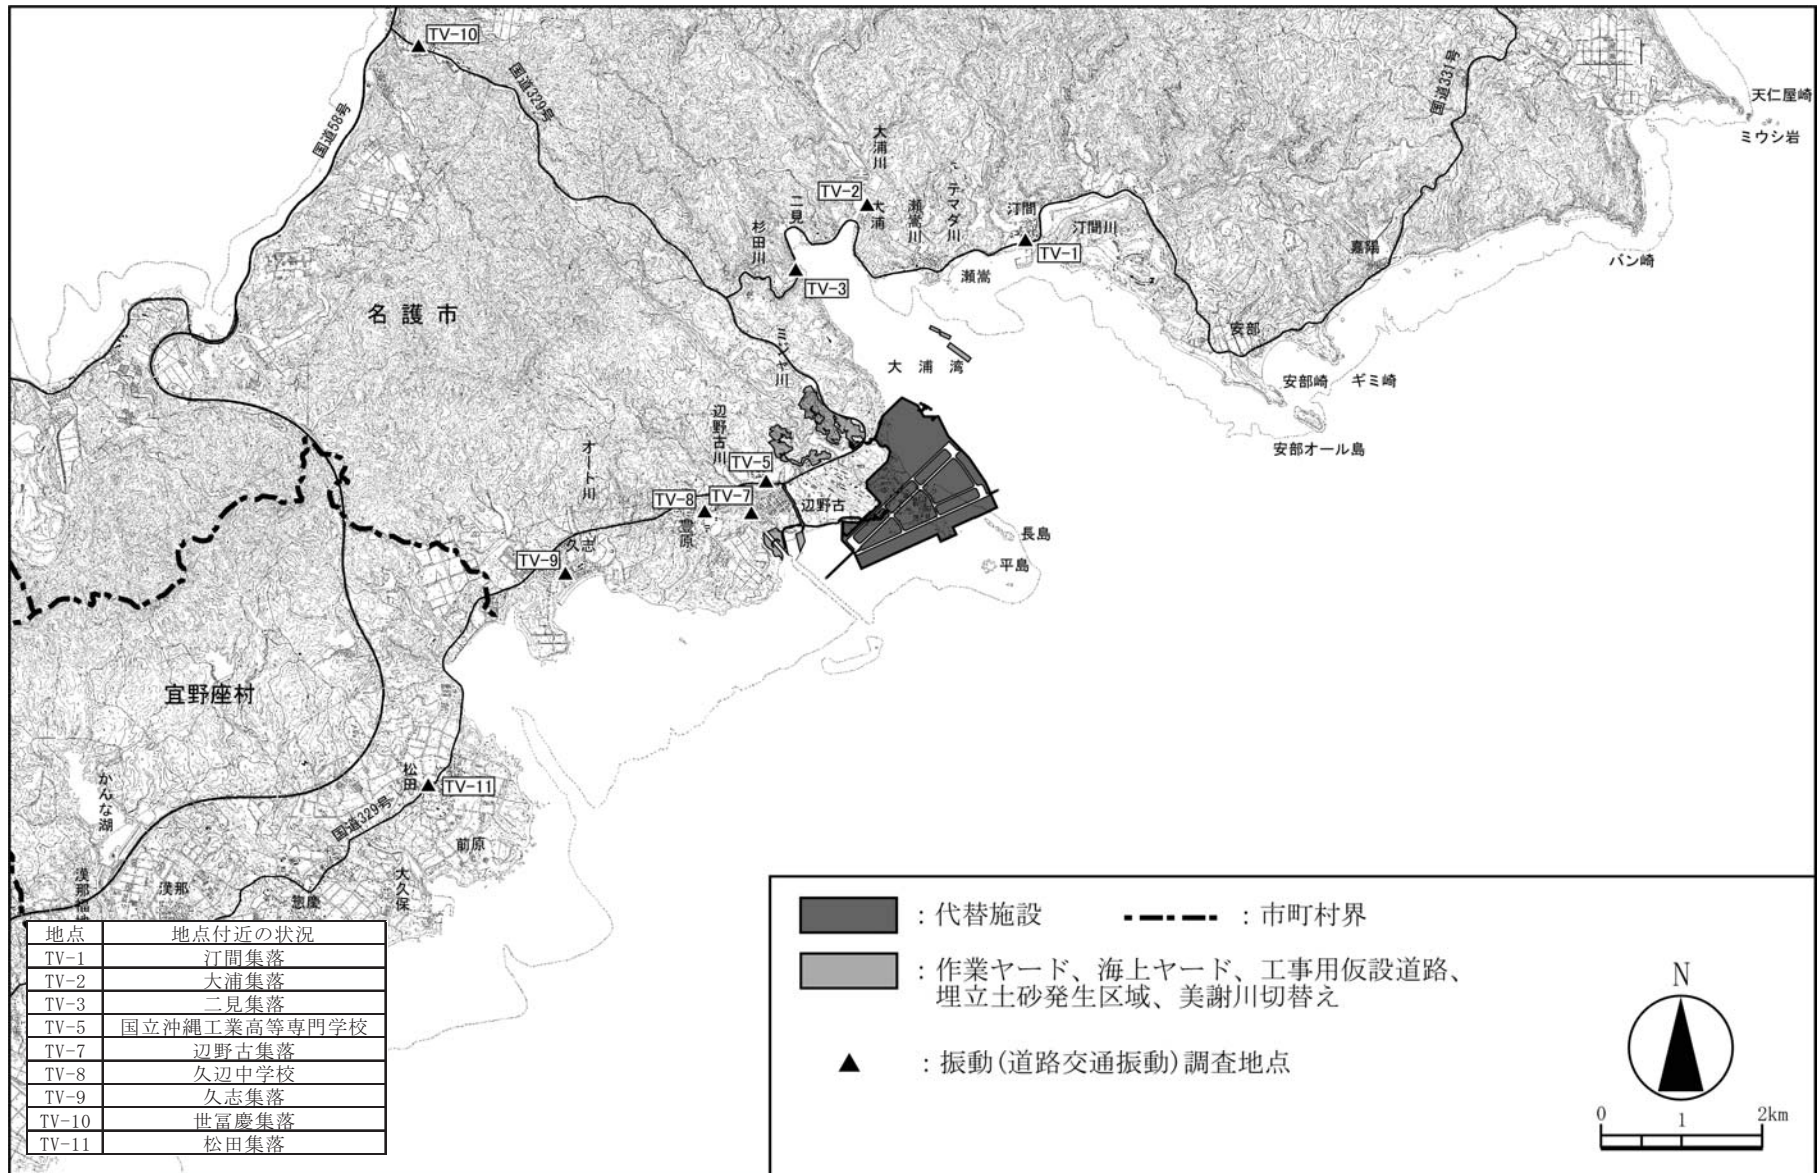 TV-10
国道329号
国道58号
国道331号
天仁屋崎
ミウシ岩
バン崎
大浦川
TV-2
大浦
二見
杉田川
TV-3
瀬嵩川
テマダ川
汀間
汀間川
TV-1
瀬嵩
嘉陽
安部
安部崎
ギミ崎
安部オール島
名護市
大浦湾
辺野古川
オート川
TV-5
TV-8
TV-7
辺野古
豊原
TV-9
久志
長島
平島
宜野座村
かんな湖
松田
TV-11
国道329号
前原
大久保
惣慶
漢那
地点 地点付近の状況
TV-1 汀間集落
TV-2 大浦集落
TV-3 二見集落
TV-5 国立沖縄工業高等専門学校
TV-7 辺野古集落
TV-8 久辺中学校
TV-9 久志集落
TV-10 世冨慶集落
TV-11 松田集落
：代替施設
：市町村界
：作業ヤード、海上ヤード、工事用仮設道路、
埋立土砂発生区域、美謝川切替え
▲ ：振動(道路交通振動)調査地点
N
0 1 2km